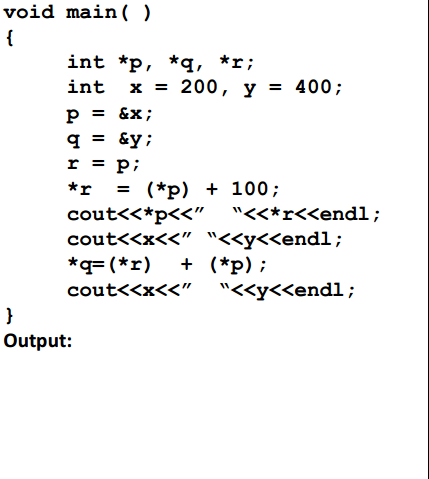 void main( )
{
int *p, *q, *r;
int x = 200, y = 400;
p = &x;
q = &y;
r = p;
*r = (*p) + 100;
cout<<*p<<” “<<*r<<endl;
cout<<x<<” “<<y<<endl;
*q=(*r) + (*p);
cout<<x<<” “<<y<<endl;
}
Output: